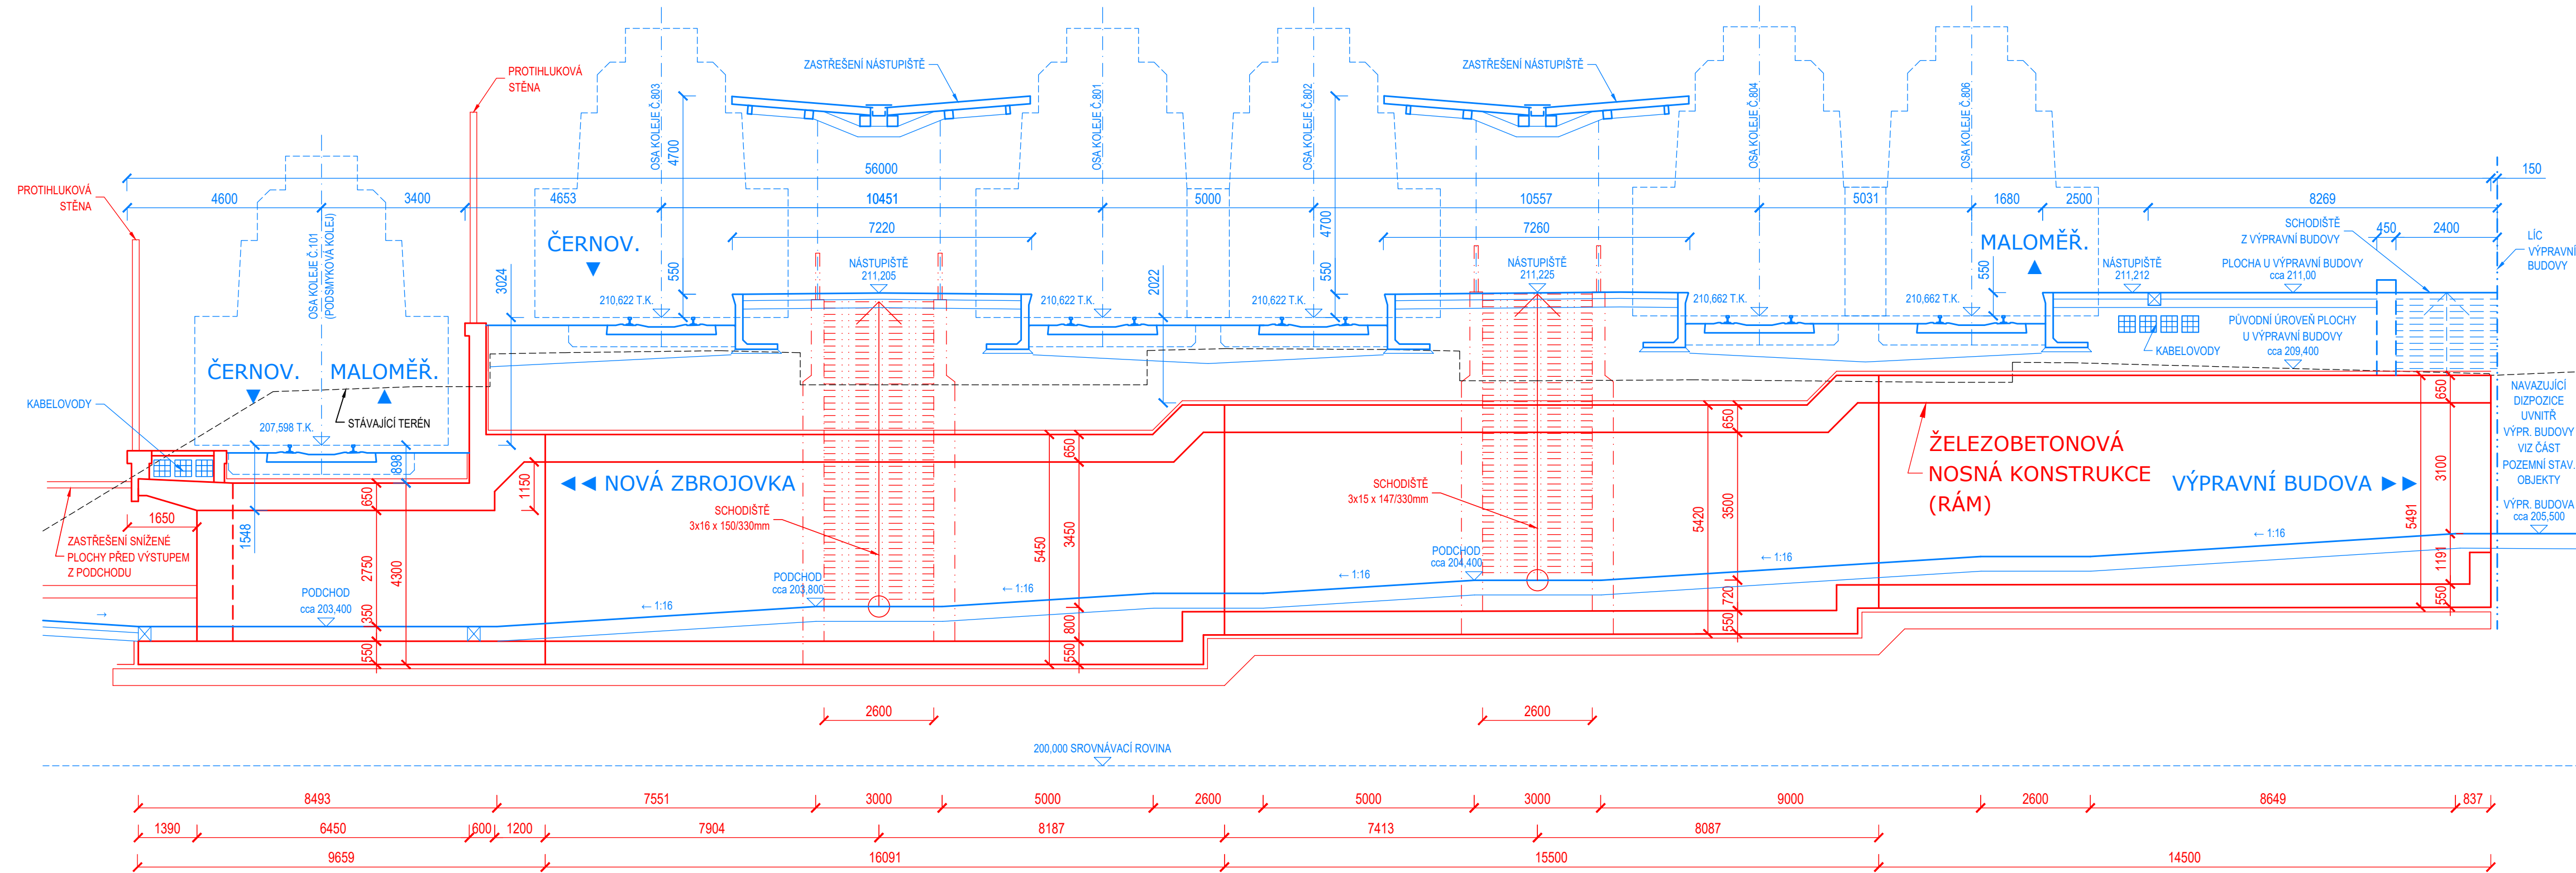 PROTIHLUKOVÁ
STĚNA
ZASTŘEŠENÍ NÁSTUPIŠTĚ
ZASTŘEŠENÍ NÁSTUPIŠTĚ
OSA KOLEJE Č.803
OSA KOLEJE Č.801
OSA KOLEJE Č.802
OSA KOLEJE Č.804
OSA KOLEJE Č.806
4700
4700
56000
150
PROTIHLUKOVÁ
STĚNA
4600
3400
4653
10451
5000
10557
5031
1680
2500
8269
OSA KOLEJE Č.101
(PODSMYKOVÁ KOLEJ)
7220
7260
SCHODIŠTĚ
Z VÝPRAVNÍ BUDOVY
450
2400
LÍC
VÝPRAVNÍ
BUDOVY
ČERNOV.
MALOMĚŘ.
3024
550
2022
550
550
NÁSTUPIŠTĚ
211,205
NÁSTUPIŠTĚ
211,225
NÁSTUPIŠTĚ
211,212
PLOCHA U VÝPRAVNÍ BUDOVY
cca 211,00
210,622 T.K.
210,622 T.K.
210,622 T.K.
210,662 T.K.
210,662 T.K.
PŮVODNÍ ÚROVEŇ PLOCHY
U VÝPRAVNÍ BUDOVY
cca 209,400
KABELOVODY
ČERNOV.
MALOMĚŘ.
KABELOVODY
STÁVAJÍCÍ TERÉN
207,598 T.K.
NAVAZUJÍCÍ
DIZPOZICE
UVNITŘ
VÝPR. BUDOVY
VIZ ČÁST
POZEMNÍ STAV.
OBJEKTY
VÝPR. BUDOVA
cca 205,500
898
650
1150
650
650
650
1548
1650
2750
4300
350
550
NOVÁ ZBROJOVKA
SCHODIŠTĚ
3x16 x 150/330mm
SCHODIŠTĚ
3x15 x 147/330mm
ŽELEZOBETONOVÁ
NOSNÁ KONSTRUKCE
(RÁM)
VÝPRAVNÍ BUDOVA
5450
3450
800
550
5420
3500
720
550
5491
3100
1191
550
ZASTŘEŠENÍ SNÍŽENÉ
PLOCHY PŘED VÝSTUPEM
Z PODCHODU
PODCHOD
cca 203,400
PODCHOD
cca 203,800
PODCHOD
cca 204,400
← 1:16
← 1:16
← 1:16
← 1:16
← 1:16
→
2600
2600
200,000 SROVNÁVACÍ ROVINA
8493
7551
3000
5000
2600
5000
3000
9000
2600
8649
837
1390
6450
600
1200
7904
8187
7413
8087
9659
16091
15500
14500